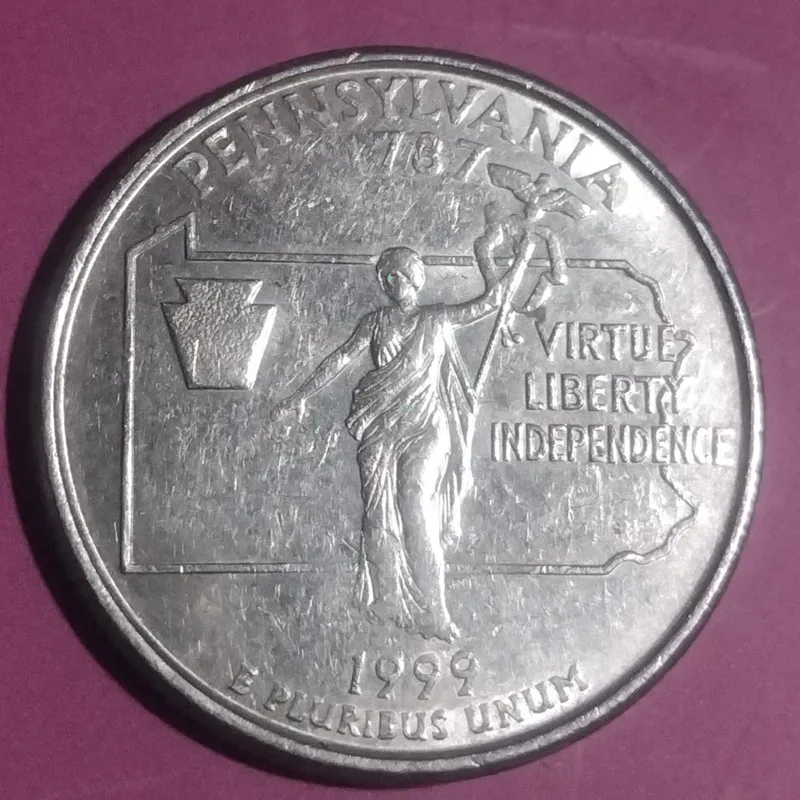 PENNSYLVANIA
1787
VIRTUE
LIBERTY
INDEPENDENCE
1999
E PLURIBUS UNUM